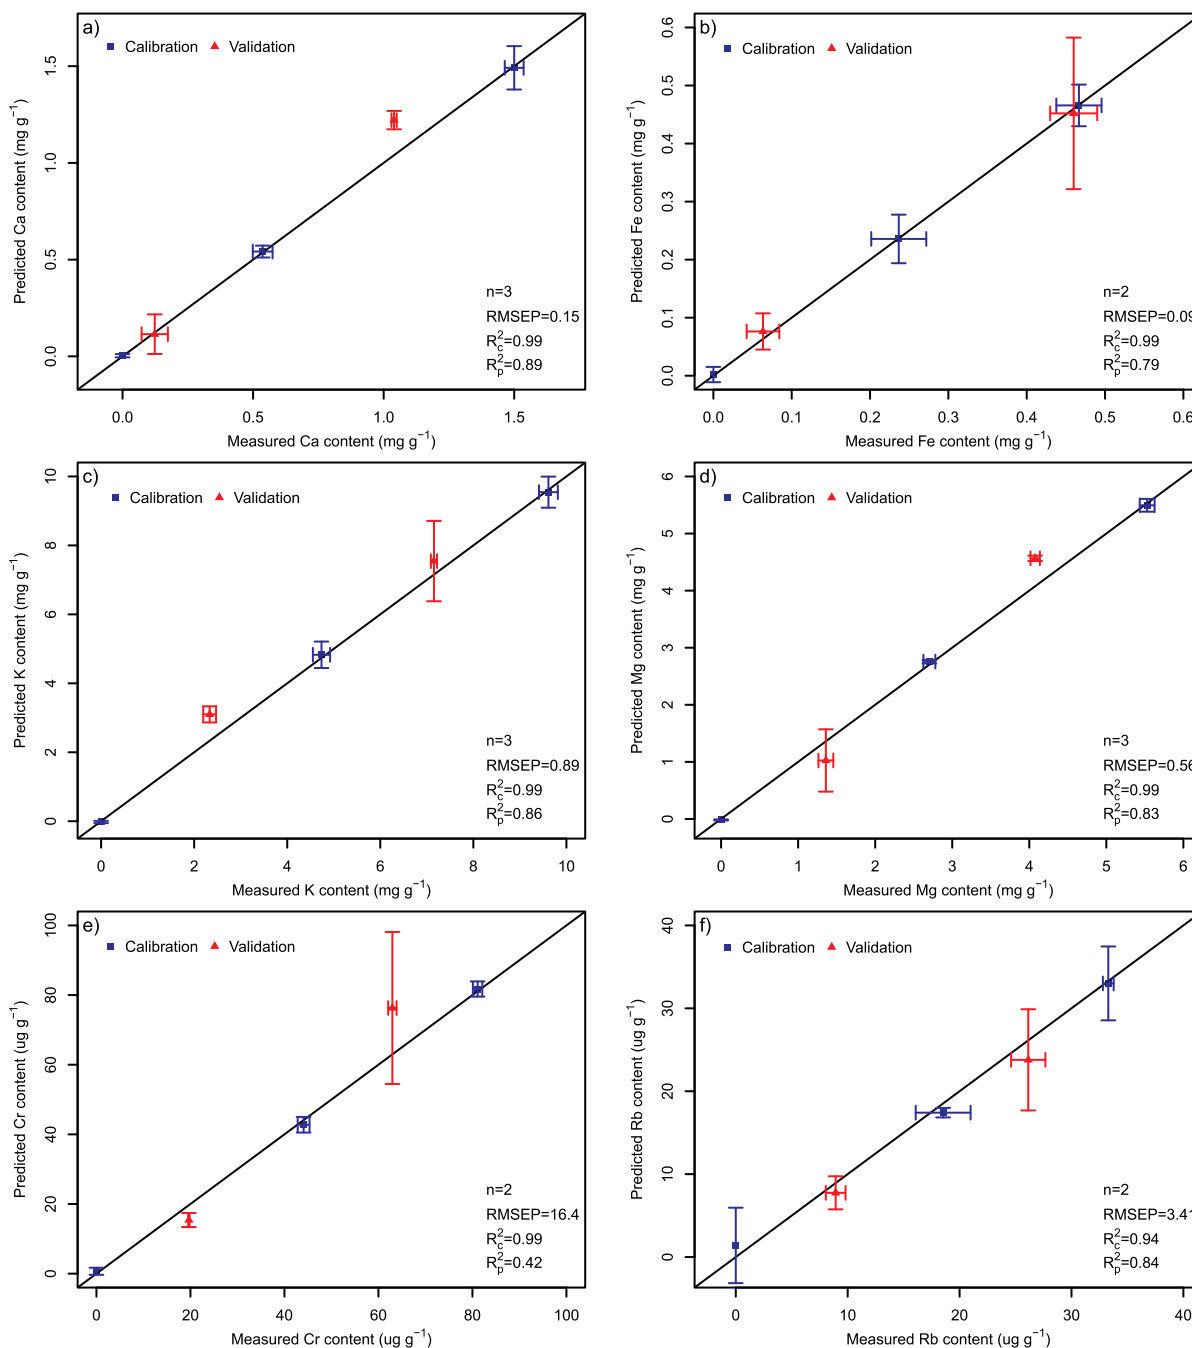 a)
Calibration Validation
Predicted Ca content (mg g⁻¹)
0.0 0.5 1.0 1.5
n=3
RMSEP=0.15
R²c=0.99
R²p=0.89
0.0 0.5 1.0 1.5
Measured Ca content (mg g⁻¹)
b)
Calibration Validation
Predicted Fe content (mg g⁻¹)
0.0 0.1 0.2 0.3 0.4 0.5 0.6
n=2
RMSEP=0.09
R²c=0.99
R²p=0.79
0.0 0.1 0.2 0.3 0.4 0.5 0.6
Measured Fe content (mg g⁻¹)
c)
Calibration Validation
Predicted K content (mg g⁻¹)
0 2 4 6 8 10
n=3
RMSEP=0.89
R²c=0.99
R²p=0.86
0 2 4 6 8 10
Measured K content (mg g⁻¹)
d)
Calibration Validation
Predicted Mg content (mg g⁻¹)
0 1 2 3 4 5 6
n=3
RMSEP=0.56
R²c=0.99
R²p=0.83
0 1 2 3 4 5 6
Measured Mg content (mg g⁻¹)
e)
Calibration Validation
Predicted Cr content (ug g⁻¹)
0 20 40 60 80 100
n=2
RMSEP=16.4
R²c=0.99
R²p=0.42
0 20 40 60 80 100
Measured Cr content (ug g⁻¹)
f)
Calibration Validation
Predicted Rb content (ug g⁻¹)
0 10 20 30 40
n=2
RMSEP=3.41
R²c=0.94
R²p=0.84
0 10 20 30 40
Measured Rb content (ug g⁻¹)